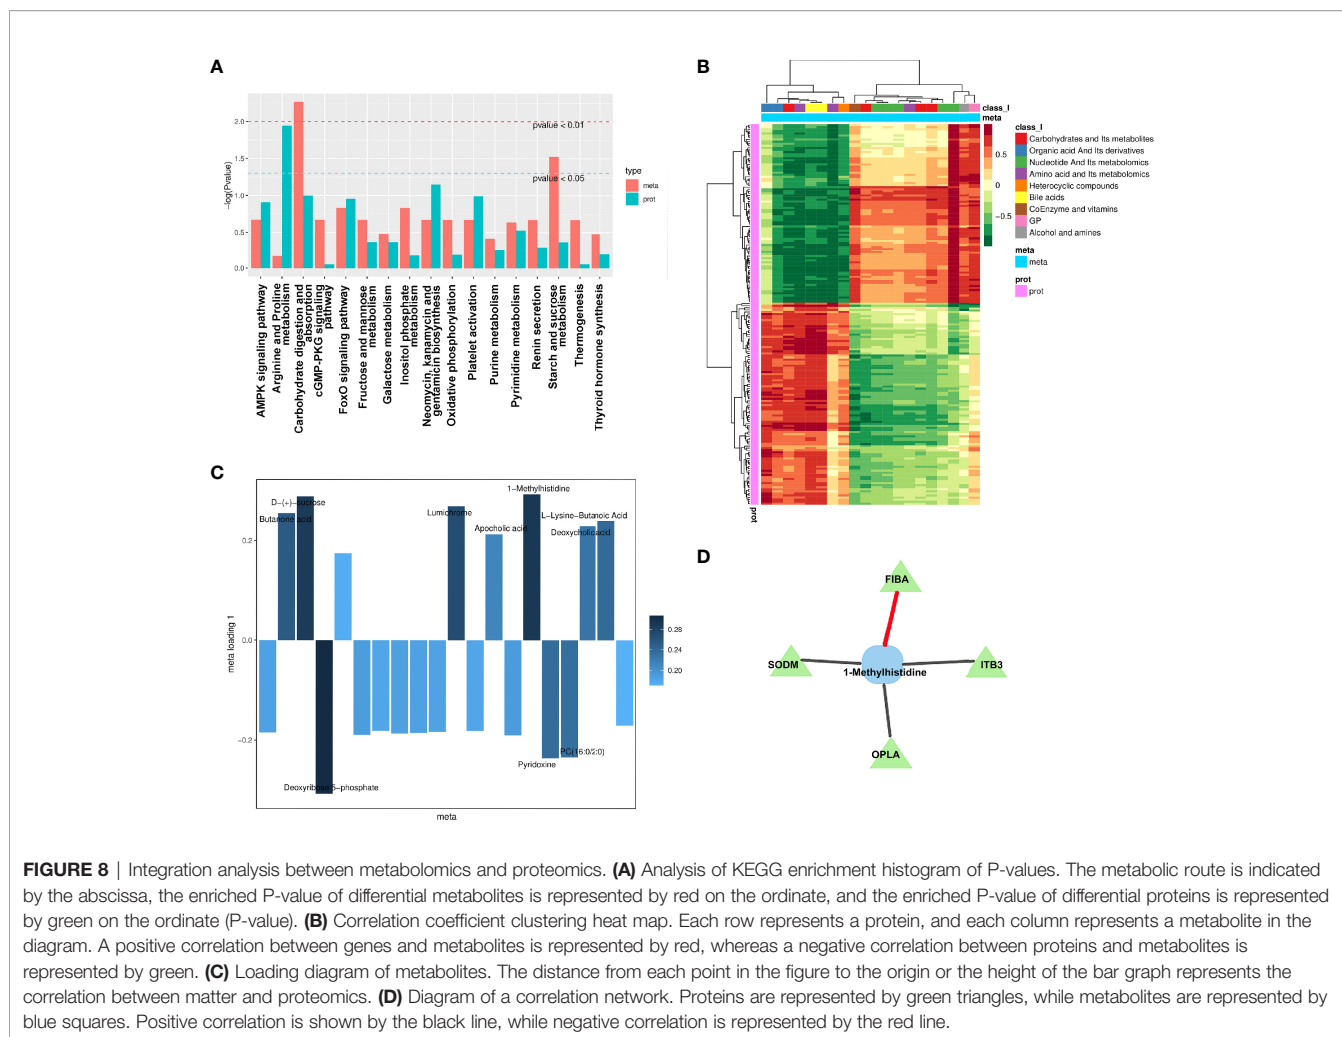 A
2.0
1.5
1.0
0.5
0.0
−log(Pvalue)
pvalue < 0.01
pvalue < 0.05
type
meta
prot
AMPK signaling pathway
Arginine and Proline
metabolism
Carbohydrate digestion and
absorption
cGMP-PKG signaling
pathway
FoxO signaling pathway
Fructose and mannose
metabolism
Galactose metabolism
Inositol phosphate
metabolism
Neomycin, kanamycin and
gentamicin biosynthesis
Oxidative phosphorylation
Platelet activation
Purine metabolism
Pyrimidine metabolism
Renin secretion
Starch and sucrose
metabolism
Thermogenesis
Thyroid hormone synthesis
B
class_I
meta
prot
0.5
0
−0.5
class_I
Carbohydrates and Its metabolites
Organic acid And Its derivatives
Nucleotide And Its metabolomics
Amino acid and Its metabolomics
Heterocyclic compounds
Bile acids
CoEnzyme and vitamins
GP
Alcohol and amines
meta
meta
prot
prot
C
meta loading 1
0.2
0.0
−0.2
D−(+)−sucrose
Butanone acid
Deoxyribose 5−phosphate
Lumichrome
Apocholic acid
1−Methylhistidine
L−Lysine−Butanoic Acid
Deoxycholic acid
Pyridoxine
PC(16:0/2:0)
meta
0.28
0.24
0.20
D
FIBA
SODM
1-Methylhistidine
ITB3
OPLA
FIGURE 8 | Integration analysis between metabolomics and proteomics. (A) Analysis of KEGG enrichment histogram of P-values. The metabolic route is indicated
by the abscissa, the enriched P-value of differential metabolites is represented by red on the ordinate, and the enriched P-value of differential proteins is represented
by green on the ordinate (P-value). (B) Correlation coefficient clustering heat map. Each row represents a protein, and each column represents a metabolite in the
diagram. A positive correlation between genes and metabolites is represented by red, whereas a negative correlation between proteins and metabolites is
represented by green. (C) Loading diagram of metabolites. The distance from each point in the figure to the origin or the height of the bar graph represents the
correlation between matter and proteomics. (D) Diagram of a correlation network. Proteins are represented by green triangles, while metabolites are represented by
blue squares. Positive correlation is shown by the black line, while negative correlation is represented by the red line.